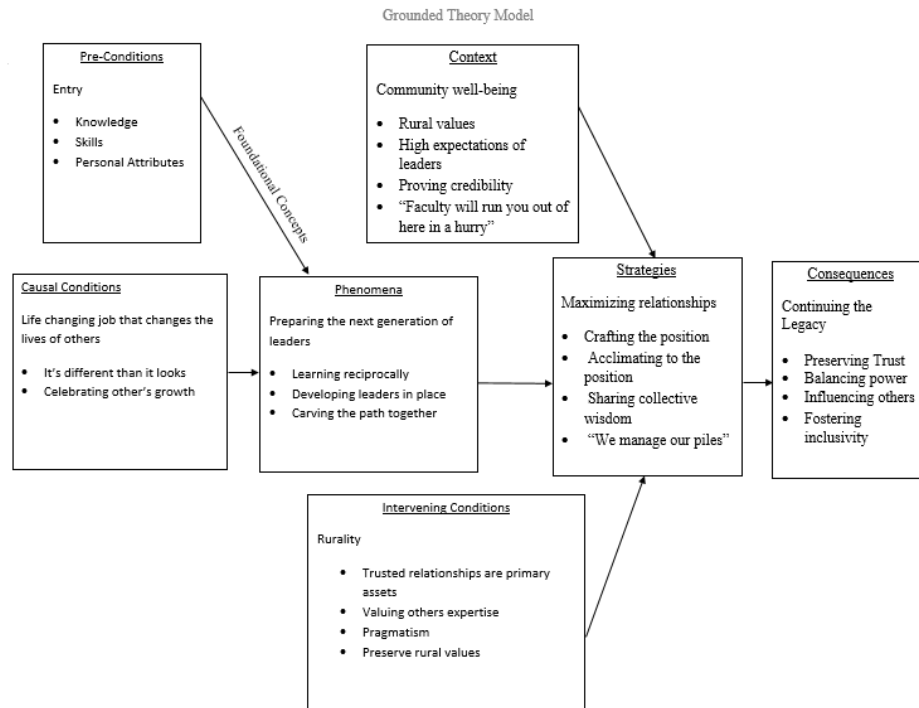 Grounded Theory Model
Pre-Conditions
Entry
• Knowledge
• Skills
• Personal Attributes
Foundational Concepts
Context
Community well-being
• Rural values
• High expectations of
leaders
• Proving credibility
• “Faculty will run you out of
here in a hurry”
Causal Conditions
Life changing job that changes the
lives of others
• It’s different than it looks
• Celebrating other’s growth
Phenomena
Preparing the next generation of
leaders
• Learning reciprocally
• Developing leaders in place
• Carving the path together
Strategies
Maximizing relationships
• Crafting the position
• Acclimating to the
position
• Sharing collective
wisdom
• “We manage our piles”
Consequences
Continuing the
Legacy
• Preserving Trust
• Balancing power
• Influencing others
• Fostering
inclusivity
Intervening Conditions
Rurality
• Trusted relationships are primary
assets
• Valuing others expertise
• Pragmatism
• Preserve rural values